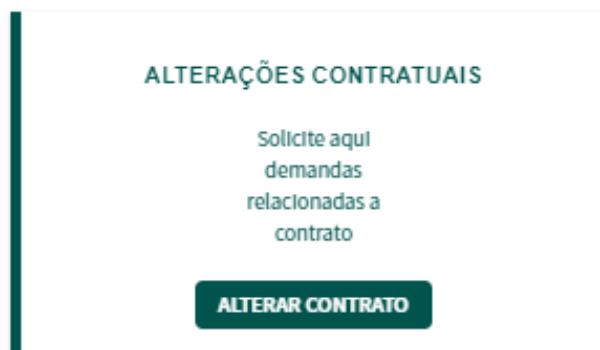 ALTERAÇÕES CONTRATUAIS
Solicite aqui
demandas
relacionadas a
contrato
ALTERAR CONTRATO